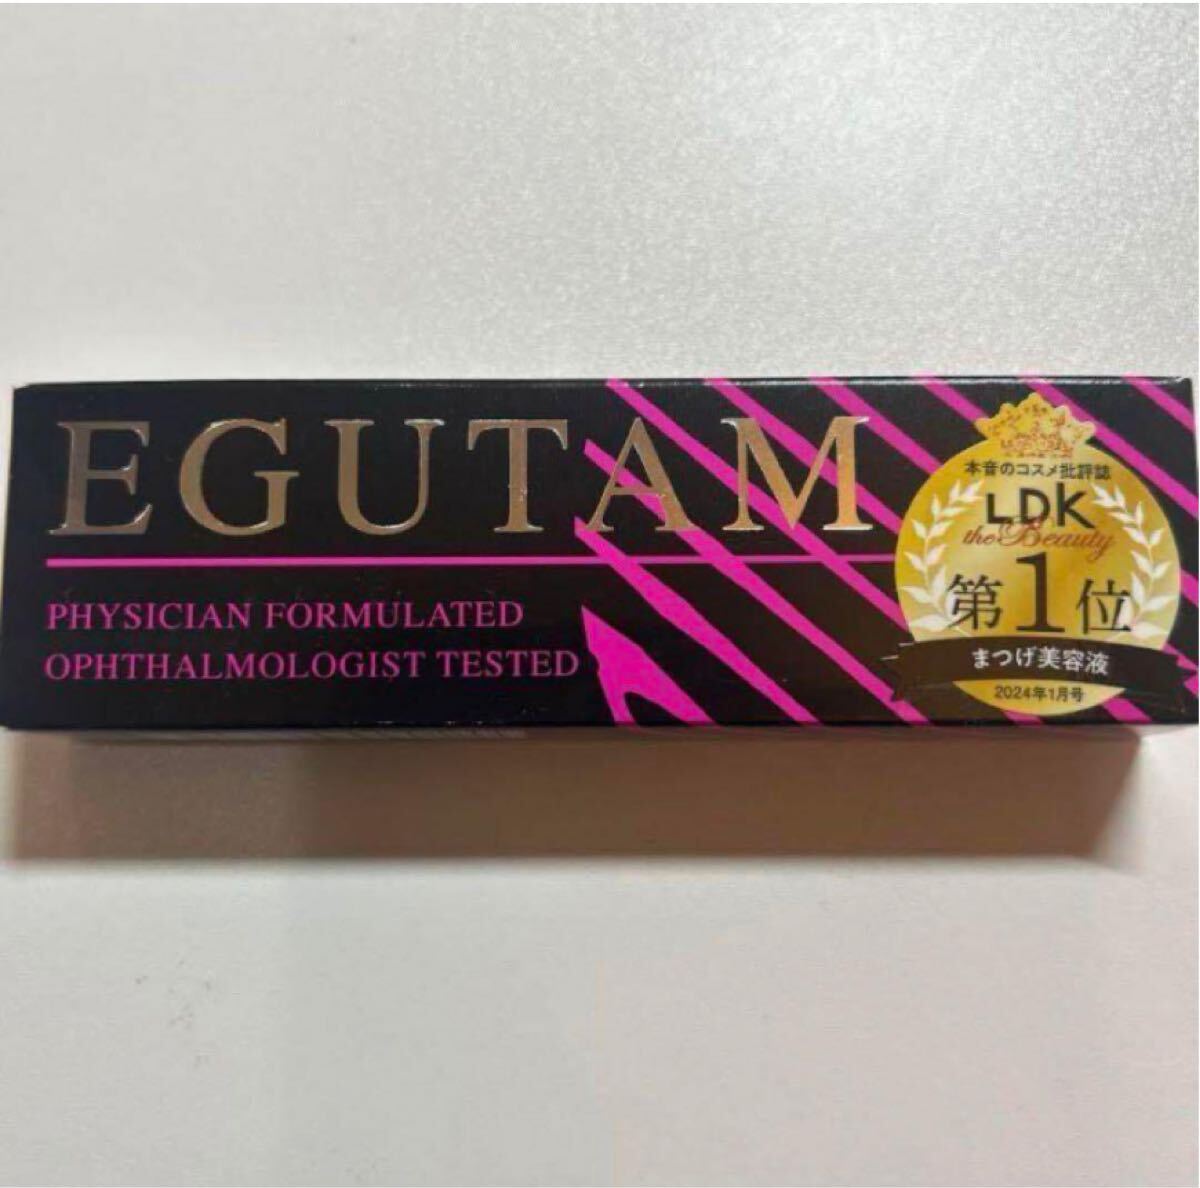 EGUTAM
PHYSICIAN FORMULATED
OPHTHALMOLOGIST TESTED
本音のコスメ批評誌
LDK
the Beauty
第1位
まつげ美容液
2024年1月号